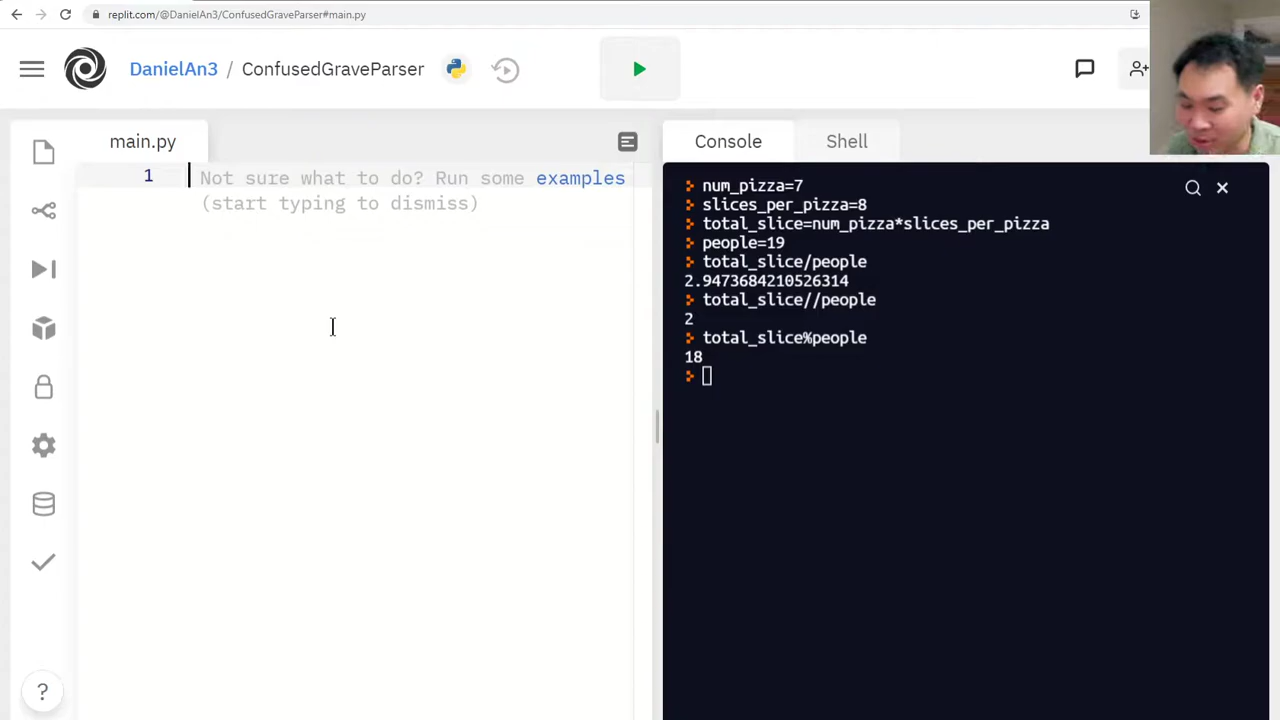 replit.com/@DanielAn3/ConfusedGraveParser#main.py
DanielAn3 / ConfusedGraveParser
main.py
Console
Shell
1
Not sure what to do? Run some examples
(start typing to dismiss)
num_pizza=7
slices_per_pizza=8
total_slice=num_pizza*slices_per_pizza
people=19
total_slice/people
2.9473684210526314
total_slice//people
2
total_slice%people
18
?